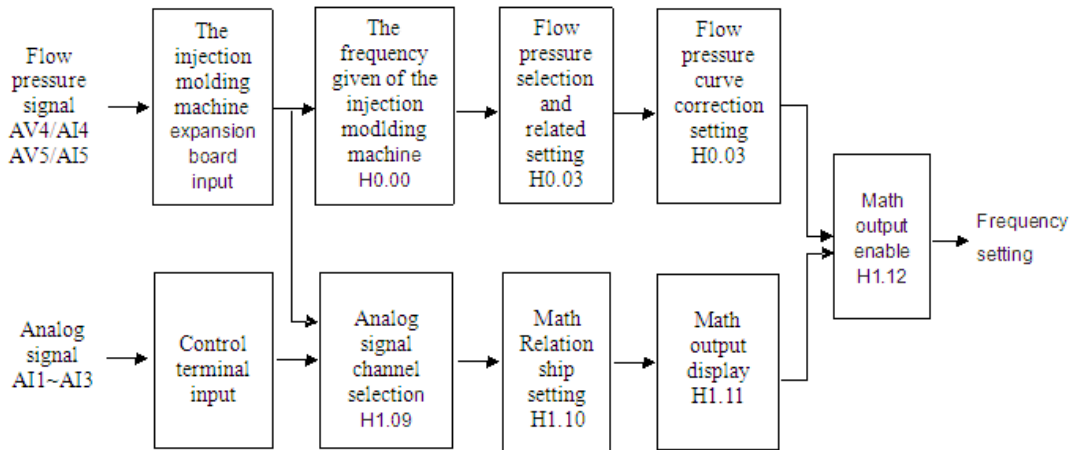 Flow
pressure
signal
AV4/AI4
AV5/AI5
The
injection
molding
machine
expansion
board
input
The
frequency
given of the
injection
modlding
machine
H0.00
Flow
pressure
selection
and
related
setting
H0.03
Flow
pressure
curve
correction
setting
H0.03
Math
output
enable
H1.12
Frequency
setting
Analog
signal
AI1~AI3
Control
terminal
input
Analog
signal
channel
selection
H1.09
Math
Relation
ship
setting
H1.10
Math
output
display
H1.11